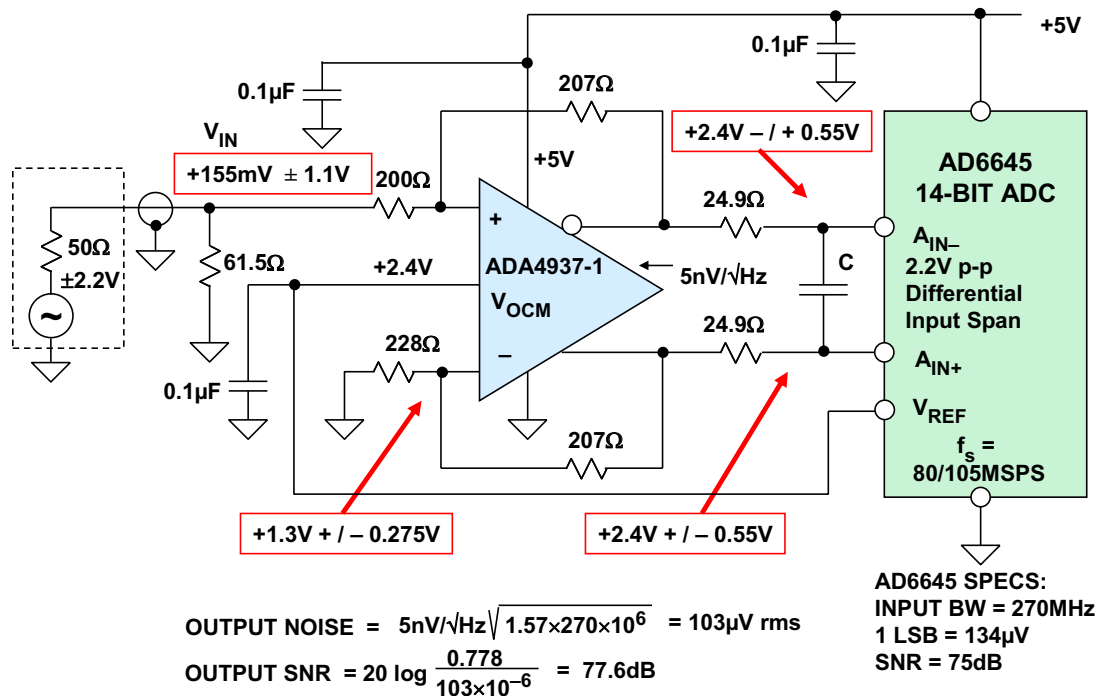 +5V
0.1µF
0.1µF
207Ω
V_IN
+155mV ± 1.1V
+2.4V – / + 0.55V
+5V
AD6645
14-BIT ADC
200Ω
24.9Ω
+
50Ω
±2.2V
~
61.5Ω
+2.4V
ADA4937-1
5nV/√Hz
C
A_IN–
2.2V p-p
Differential
Input Span
V_OCM
–
24.9Ω
228Ω
A_IN+
0.1µF
V_REF
207Ω
f_s =
80/105MSPS
+1.3V + / – 0.275V
+2.4V + / – 0.55V
AD6645 SPECS:
INPUT BW = 270MHz
1 LSB = 134µV
SNR = 75dB
OUTPUT NOISE = 5nV/√Hz √1.57×270×10^6 = 103µV rms
OUTPUT SNR = 20 log 0.778 / 103×10^–6 = 77.6dB